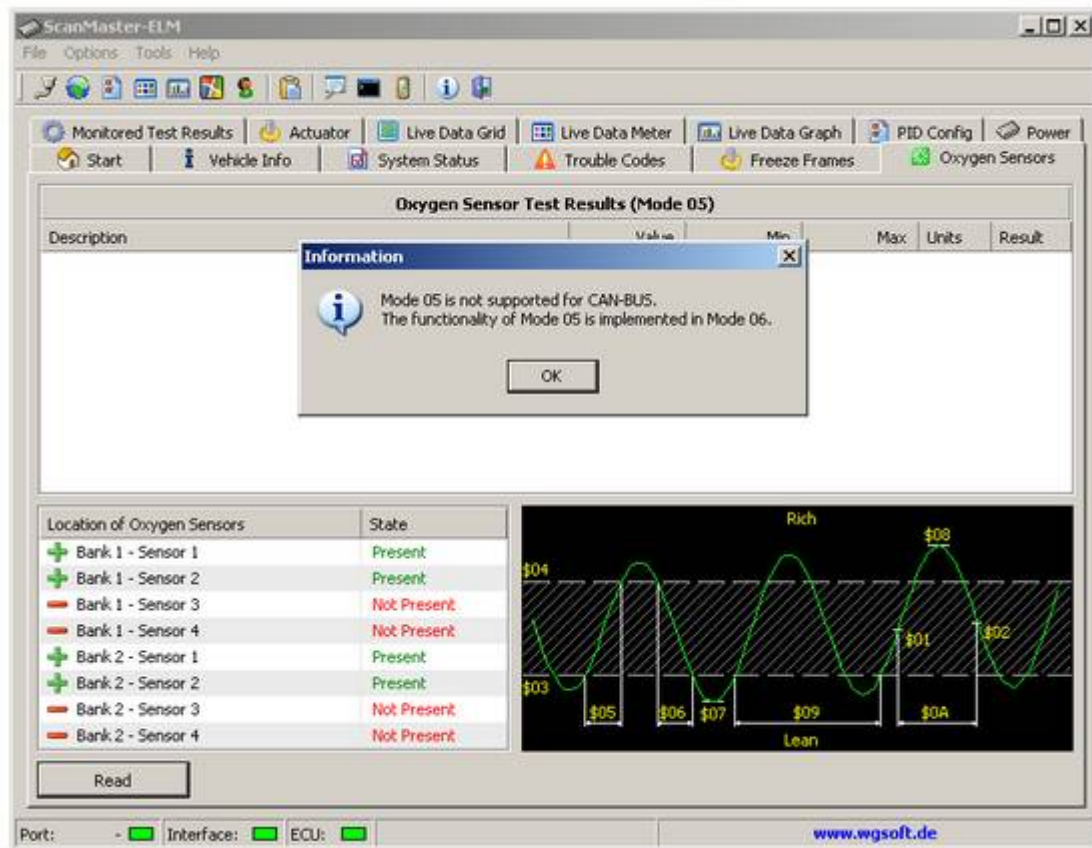 ScanMaster-ELM
File Options Tools Help
Monitored Test Results Actuator Live Data Grid Live Data Meter Live Data Graph PID Config Power
Start Vehicle Info System Status Trouble Codes Freeze Frames Oxygen Sensors
Oxygen Sensor Test Results (Mode 05)
Description Value Min Max Units Result
Information
Mode 05 is not supported for CAN-BUS.
The functionality of Mode 05 is implemented in Mode 06.
OK
Location of Oxygen Sensors State
Bank 1 - Sensor 1 Present
Bank 1 - Sensor 2 Present
Bank 1 - Sensor 3 Not Present
Bank 1 - Sensor 4 Not Present
Bank 2 - Sensor 1 Present
Bank 2 - Sensor 2 Present
Bank 2 - Sensor 3 Not Present
Bank 2 - Sensor 4 Not Present
Rich
$08
$04
$01 $02
$03
$05 $06 $07 $09 $0A
Lean
Read
Port: - Interface: ECU: www.wgsoft.de